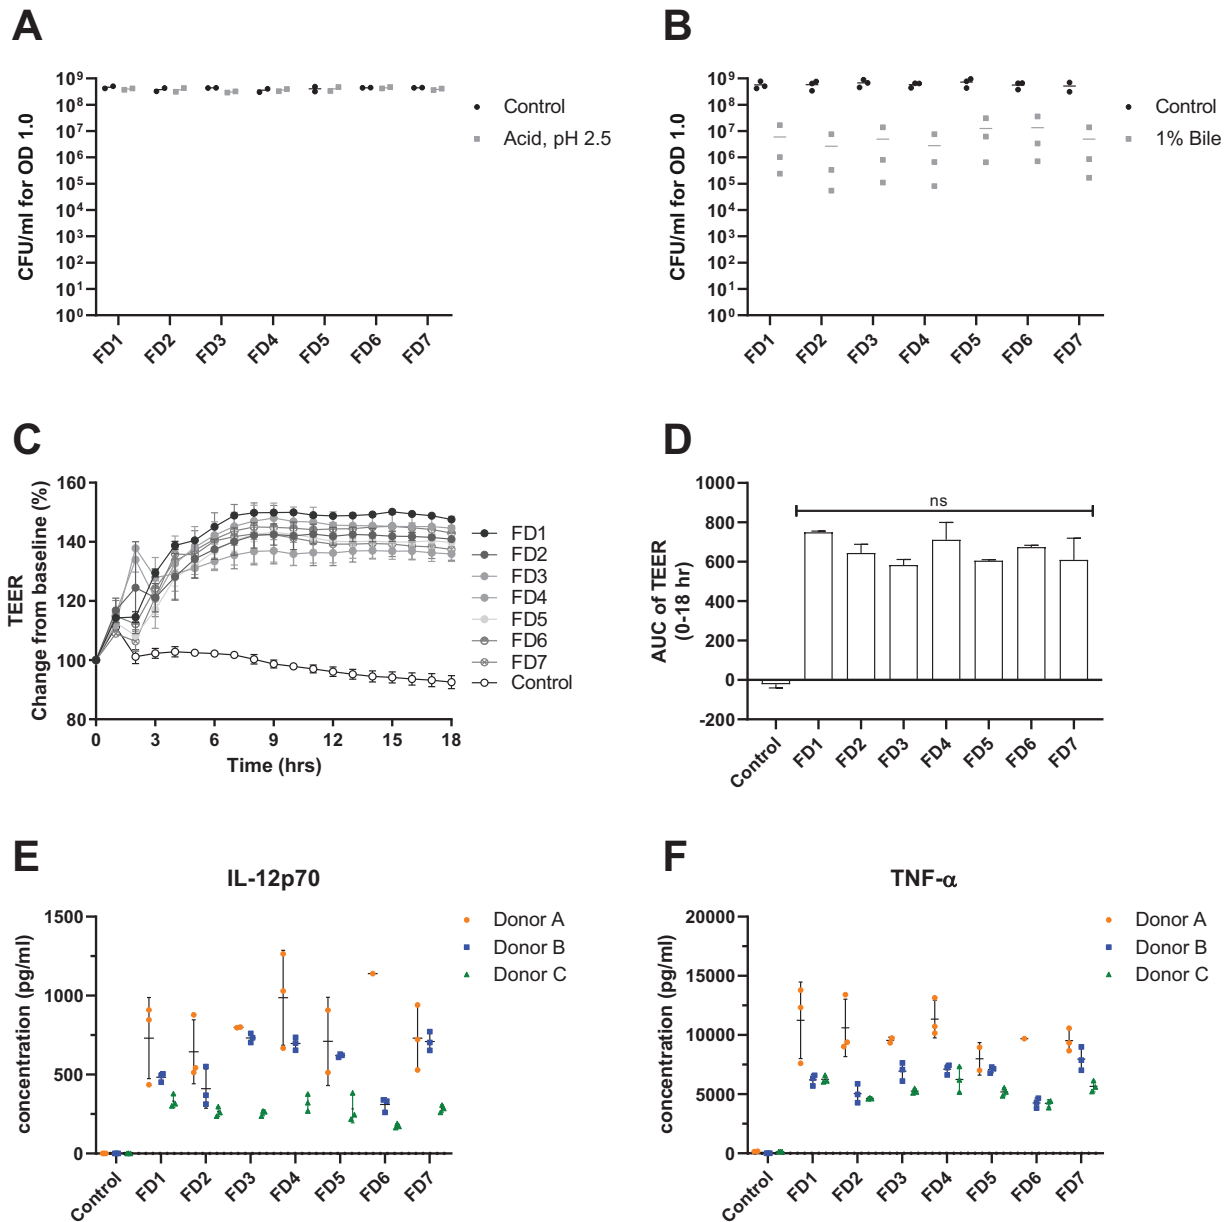 A
CFU/ml for OD 1.0
10⁹
10⁸
10⁷
10⁶
10⁵
10⁴
10³
10²
10¹
10⁰
FD1 FD2 FD3 FD4 FD5 FD6 FD7
Control
Acid, pH 2.5
B
CFU/ml for OD 1.0
10⁹
10⁸
10⁷
10⁶
10⁵
10⁴
10³
10²
10¹
10⁰
FD1 FD2 FD3 FD4 FD5 FD6 FD7
Control
1% Bile
C
TEER
Change from baseline (%)
160
140
120
100
80
0 3 6 9 12 15 18
Time (hrs)
FD1
FD2
FD3
FD4
FD5
FD6
FD7
Control
D
AUC of TEER
(0-18 hr)
1000
800
600
400
200
0
-200
ns
Control FD1 FD2 FD3 FD4 FD5 FD6 FD7
E
IL-12p70
concentration (pg/ml)
1500
1000
500
0
Control FD1 FD2 FD3 FD4 FD5 FD6 FD7
Donor A
Donor B
Donor C
F
TNF-α
concentration (pg/ml)
20000
15000
10000
5000
0
Control FD1 FD2 FD3 FD4 FD5 FD6 FD7
Donor A
Donor B
Donor C